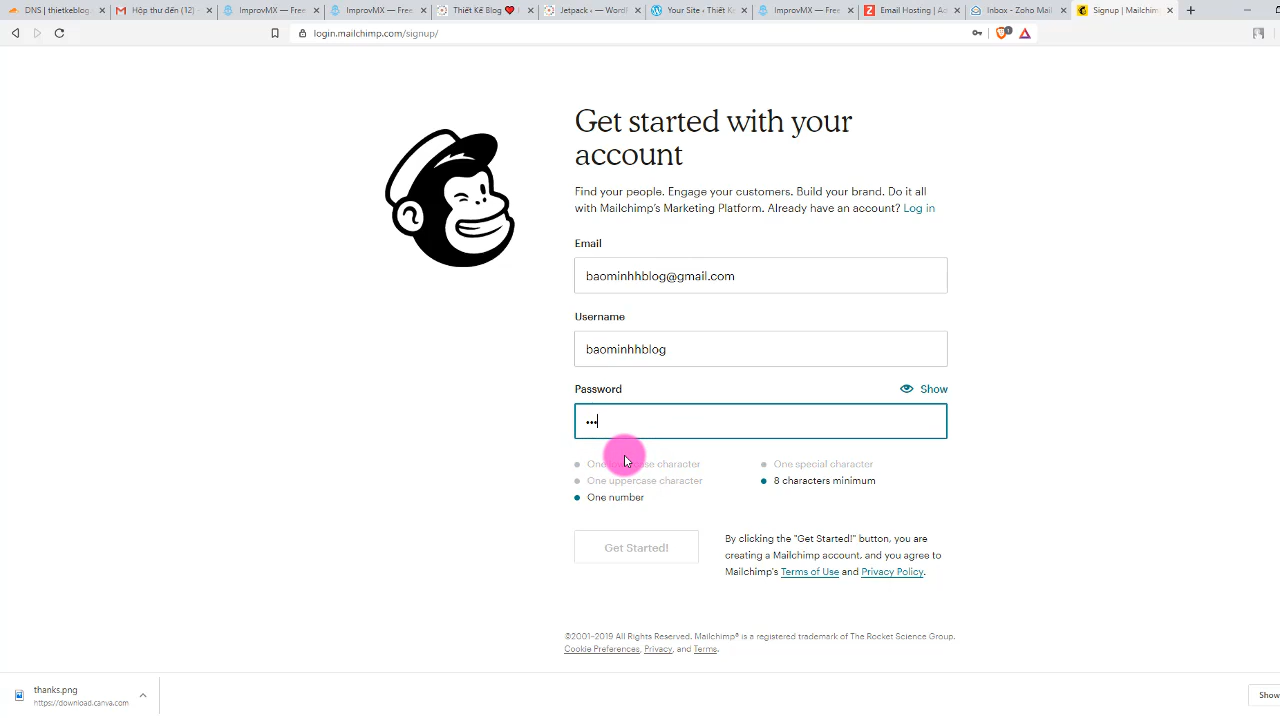 DNS | thietkeblog
Hộp thư đến (12)
ImprovMX — Free
ImprovMX — Free
Thiết Kế Blog ❤
Jetpack ‹ — Word
Your Site ‹ Thiết Kế
ImprovMX — Free
Email Hosting | Ad
Inbox - Zoho Mail
Signup | Mailchimp
login.mailchimp.com/signup/
Get started with your
account
Find your people. Engage your customers. Build your brand. Do it all
with Mailchimp's Marketing Platform. Already have an account? Log in
Email
baominhhblog@gmail.com
Username
baominhhblog
Password Show
•••
One lowercase character One special character
One uppercase character 8 characters minimum
One number
Get Started!
By clicking the "Get Started!" button, you are
creating a Mailchimp account, and you agree to
Mailchimp's Terms of Use and Privacy Policy.
©2001-2019 All Rights Reserved. Mailchimp® is a registered trademark of The Rocket Science Group.
Cookie Preferences, Privacy, and Terms.
thanks.png
https://download.canva.com
Show